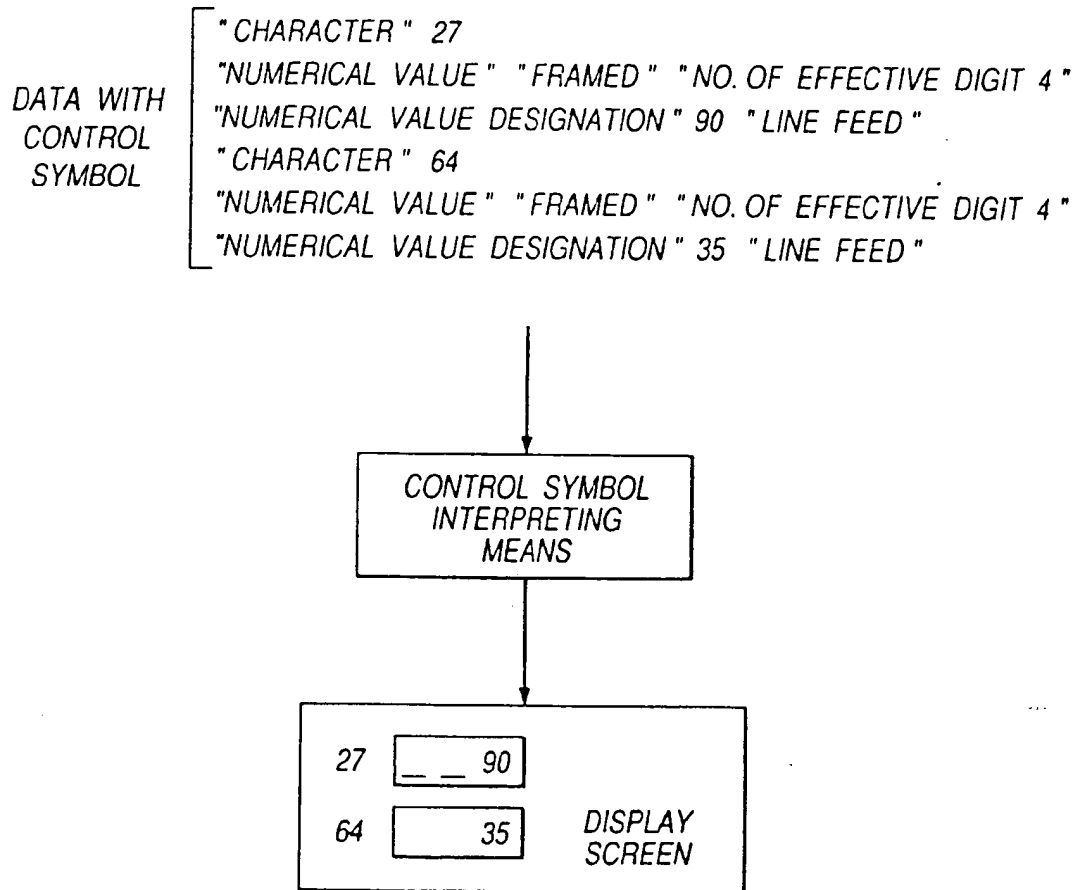 DATA WITH
CONTROL
SYMBOL
"CHARACTER" 27
"NUMERICAL VALUE" "FRAMED" "NO. OF EFFECTIVE DIGIT 4"
"NUMERICAL VALUE DESIGNATION" 90 "LINE FEED"
"CHARACTER" 64
"NUMERICAL VALUE" "FRAMED" "NO. OF EFFECTIVE DIGIT 4"
"NUMERICAL VALUE DESIGNATION" 35 "LINE FEED"
CONTROL SYMBOL
INTERPRETING
MEANS
27 _ _ 90
64 35
DISPLAY
SCREEN